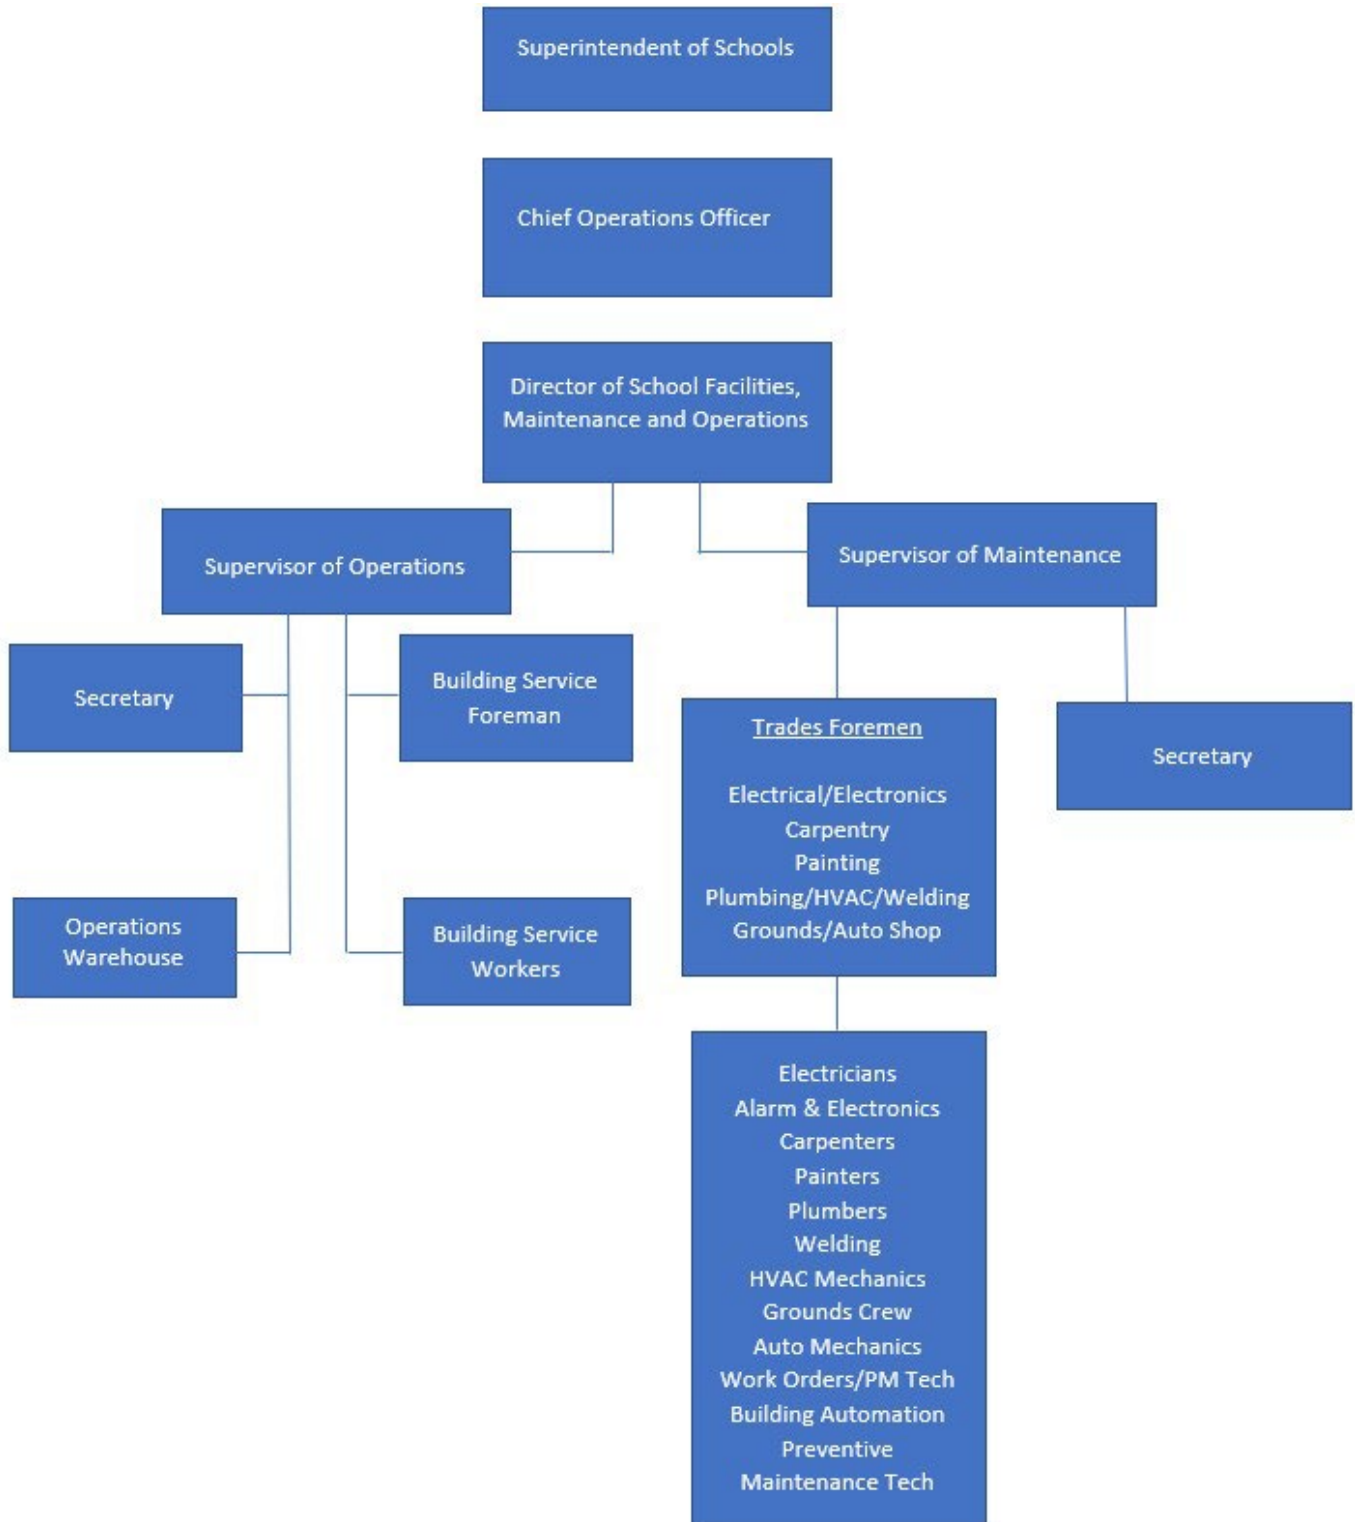 Superintendent of Schools
Chief Operations Officer
Director of School Facilities,
Maintenance and Operations
Supervisor of Operations
Supervisor of Maintenance
Secretary
Building Service
Foreman
Operations
Warehouse
Building Service
Workers
Trades Foremen
Electrical/Electronics
Carpentry
Painting
Plumbing/HVAC/Welding
Grounds/Auto Shop
Secretary
Electricians
Alarm & Electronics
Carpenters
Painters
Plumbers
Welding
HVAC Mechanics
Grounds Crew
Auto Mechanics
Work Orders/PM Tech
Building Automation
Preventive
Maintenance Tech